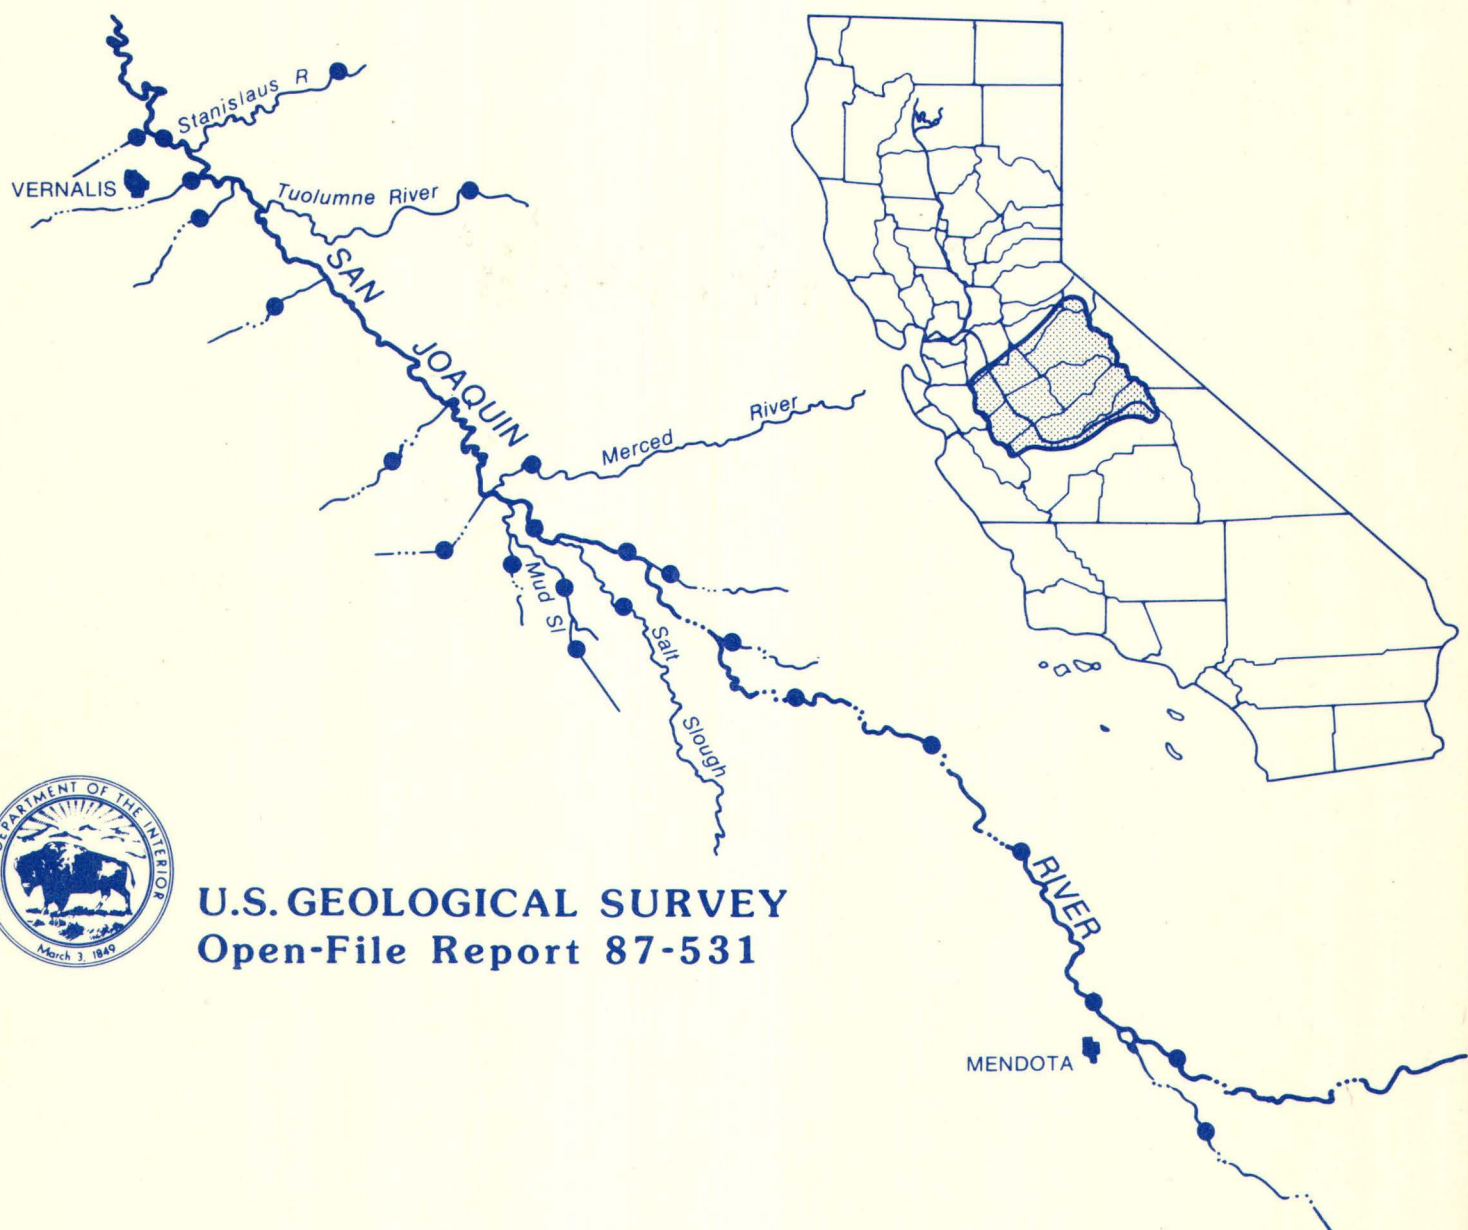 Stanislaus R
VERNALIS
Tuolumne River
SAN
JOAQUIN
Merced River
Mud Sl
Salt
Slough
DEPARTMENT OF THE INTERIOR
March 3, 1849
U.S. GEOLOGICAL SURVEY
Open-File Report 87-531
RIVER
MENDOTA